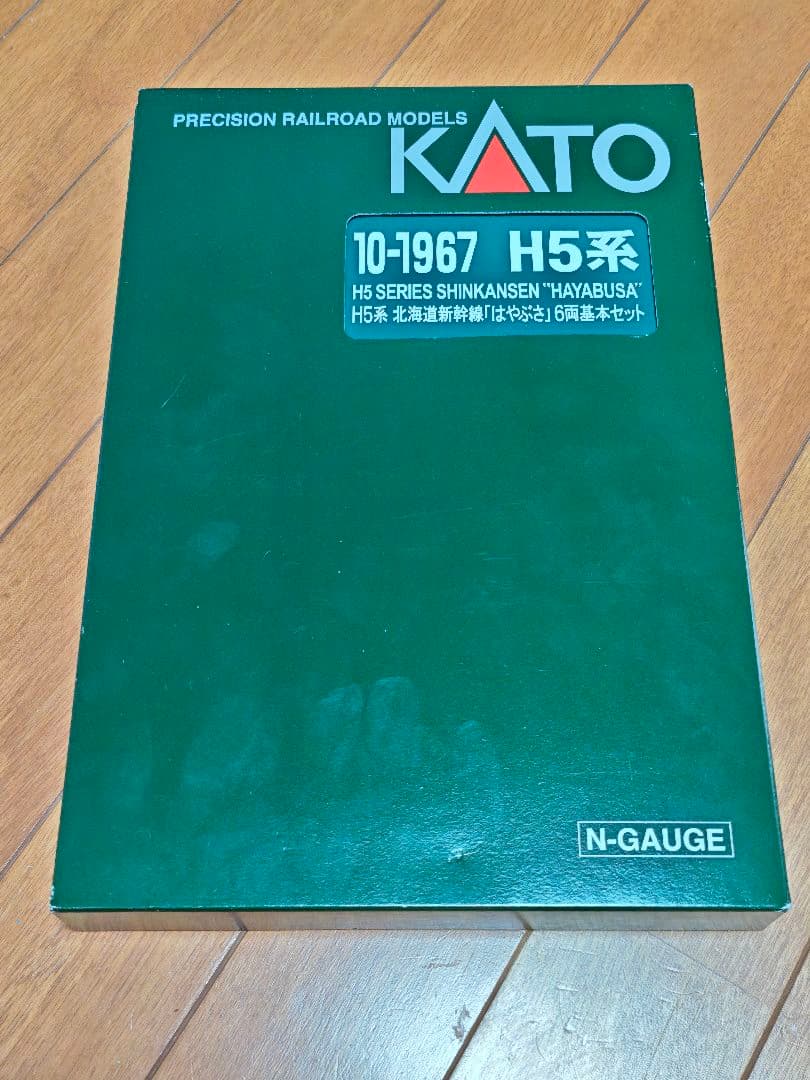 PRECISION RAILROAD MODELS
KATO
10-1967 H5系
H5 SERIES SHINKANSEN "HAYABUSA"
H5系 北海道新幹線「はやぶさ」6両基本セット
N-GAUGE